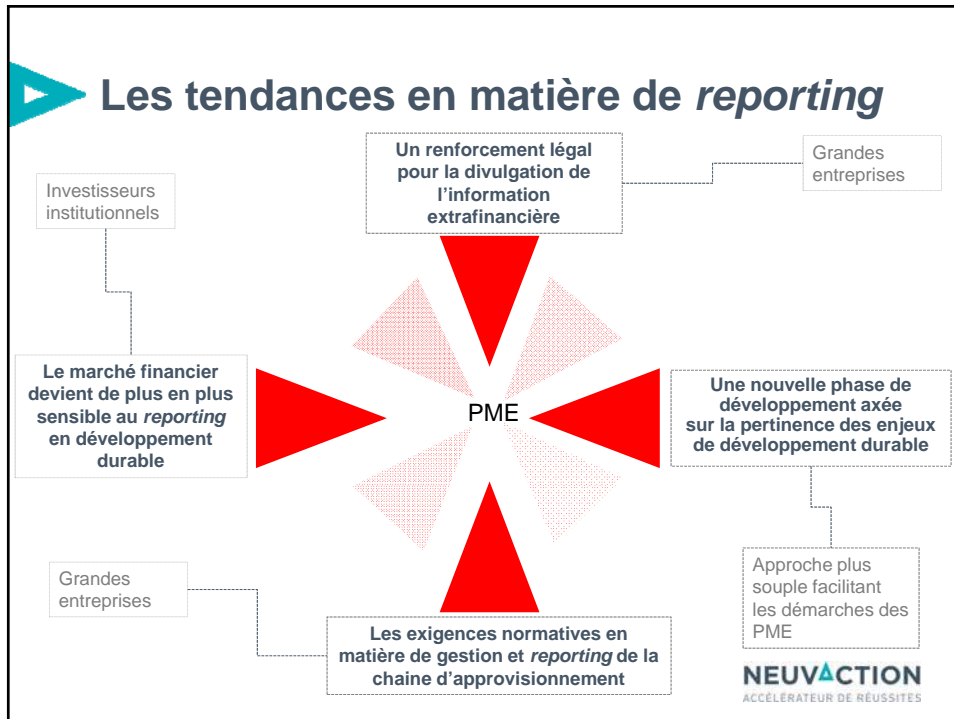 Les tendances en matière de reporting
Un renforcement légal
pour la divulgation de
l'information
extrafinancière
Grandes
entreprises
Investisseurs
institutionnels
Le marché financier
devient de plus en plus
sensible au reporting
en développement
durable
PME
Une nouvelle phase de
développement axée
sur la pertinence des enjeux
de développement durable
Grandes
entreprises
Approche plus
souple facilitant
les démarches des
PME
Les exigences normatives en
matière de gestion et reporting de la
chaine d'approvisionnement
NEUVACTION
ACCÉLÉRATEUR DE RÉUSSITES